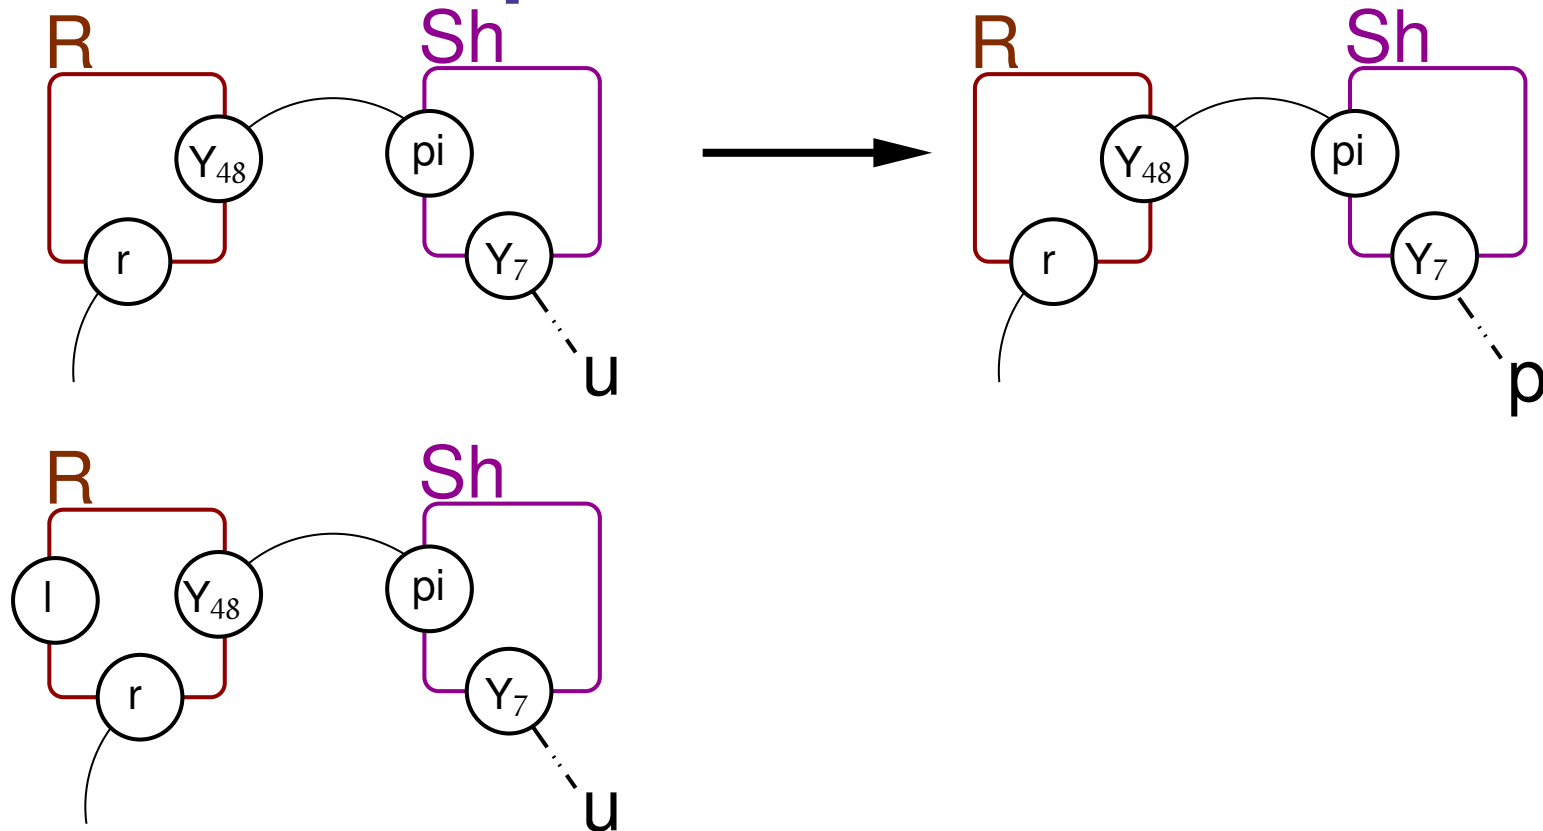 R Sh R Sh
Y48 pi Y48 pi
r Y7 r Y7
u p
R Sh
l Y48 pi
r Y7
u